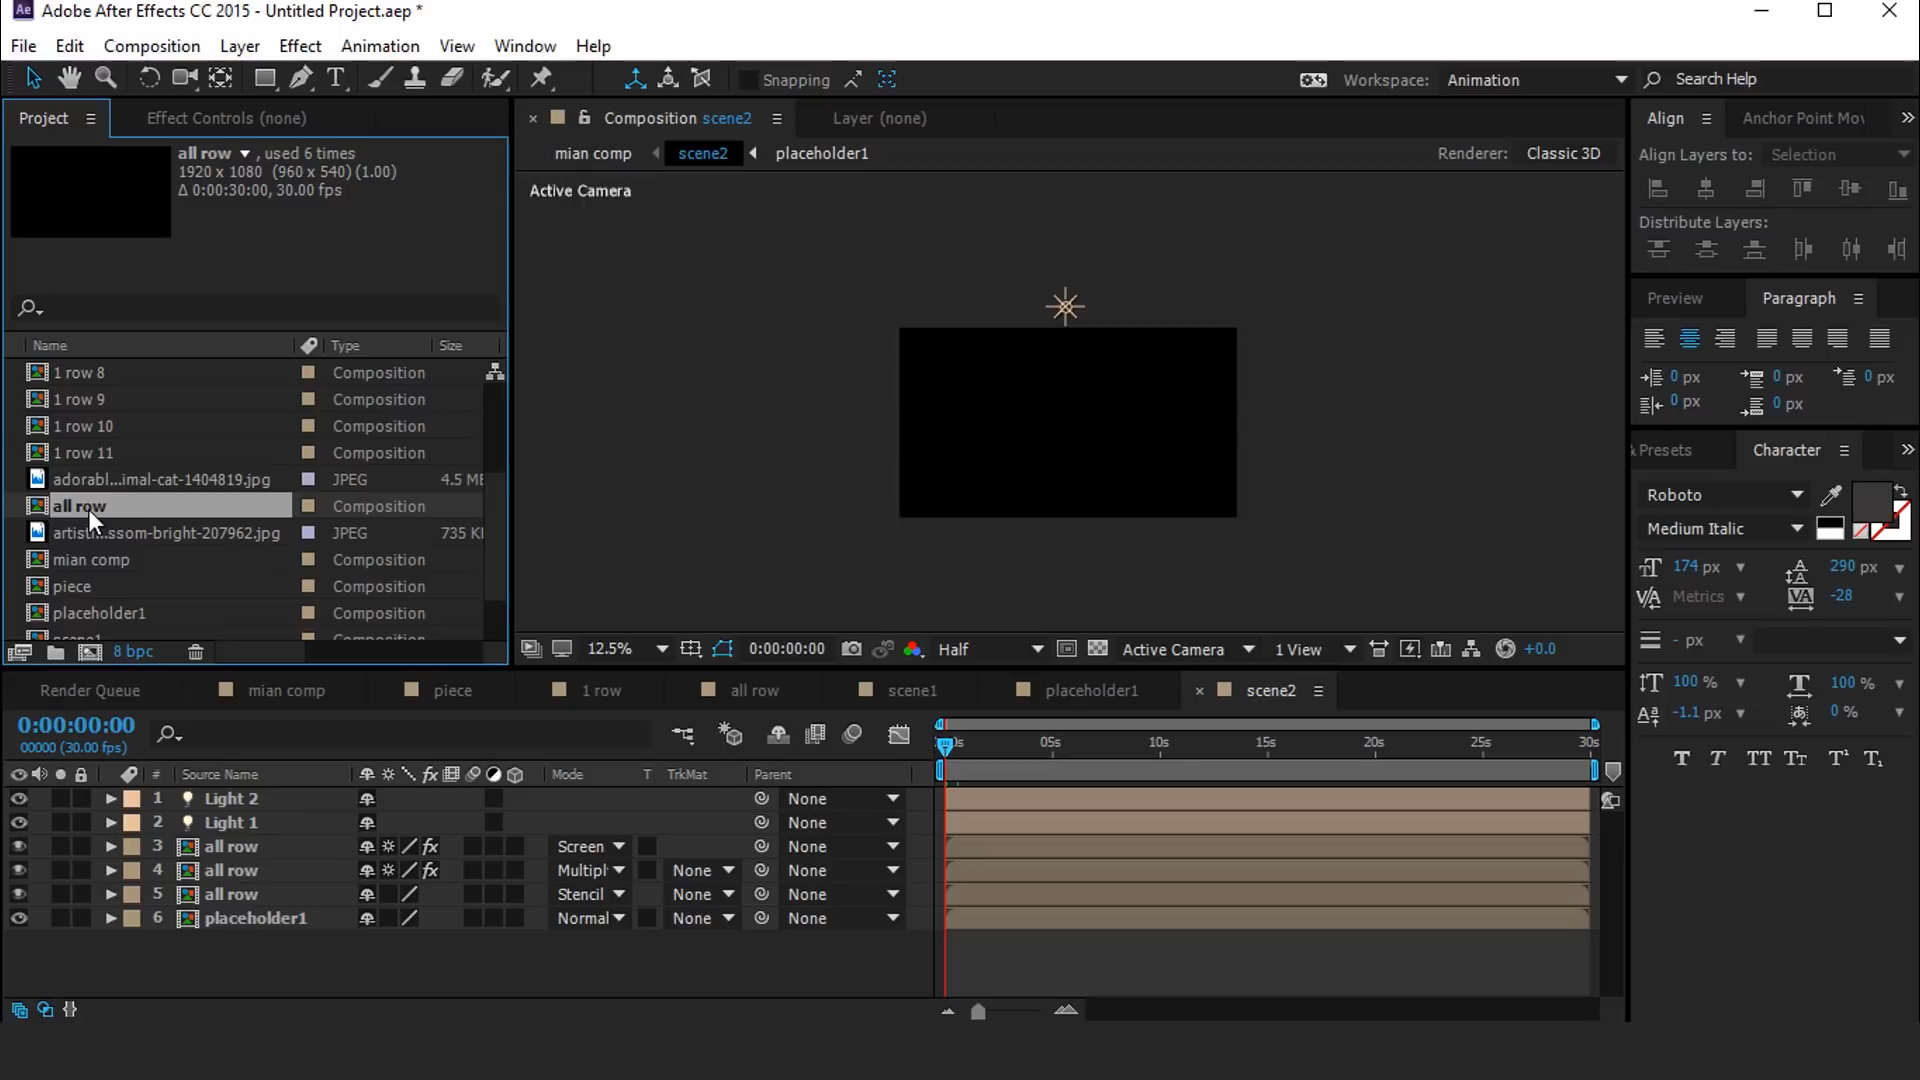 Ae Adobe After Effects CC 2015 - Untitled Project.aep *
File Edit Composition Layer Effect Animation View Window Help
Snapping Workspace: Animation Search Help
Project Effect Controls (none) Composition scene2 Layer (none) Align Anchor Point Mov
all row , used 6 times
1920 x 1080 (960 x 540) (1.00)
Δ 0:00:30:00, 30.00 fps
mian comp scene2 placeholder1 Renderer: Classic 3D
Active Camera
Align Layers to: Selection
Distribute Layers:
Preview Paragraph
0 px 0 px 0 px
0 px 0 px
Name Type Size
1 row 8 Composition
1 row 9 Composition
1 row 10 Composition
1 row 11 Composition
adorabl...imal-cat-1404819.jpg JPEG 4.5 ME
all row Composition
ssom-bright-207962.jpg JPEG 735 KI
mian comp Composition
piece Composition
placeholder1 Composition
scene1
8 bpc
12.5% 0:00:00:00 Half Active Camera 1 View +0.0
& Presets Character
Roboto
Medium Italic
174 px 290 px
Metrics -28
- px
100 % 100 %
-1.1 px 0 %
T T TT Tт T¹ T₁
Render Queue mian comp piece 1 row all row scene1 placeholder1 scene2
0:00:00:00
00000 (30.00 fps)
05s 10s 15s 20s 25s 30s
# Source Name fx Mode T TrkMat Parent
1 Light 2 None
2 Light 1 None
3 all row fx Screen None
4 all row fx Multipl None None
5 all row Stencil None None
6 placeholder1 Normal None None